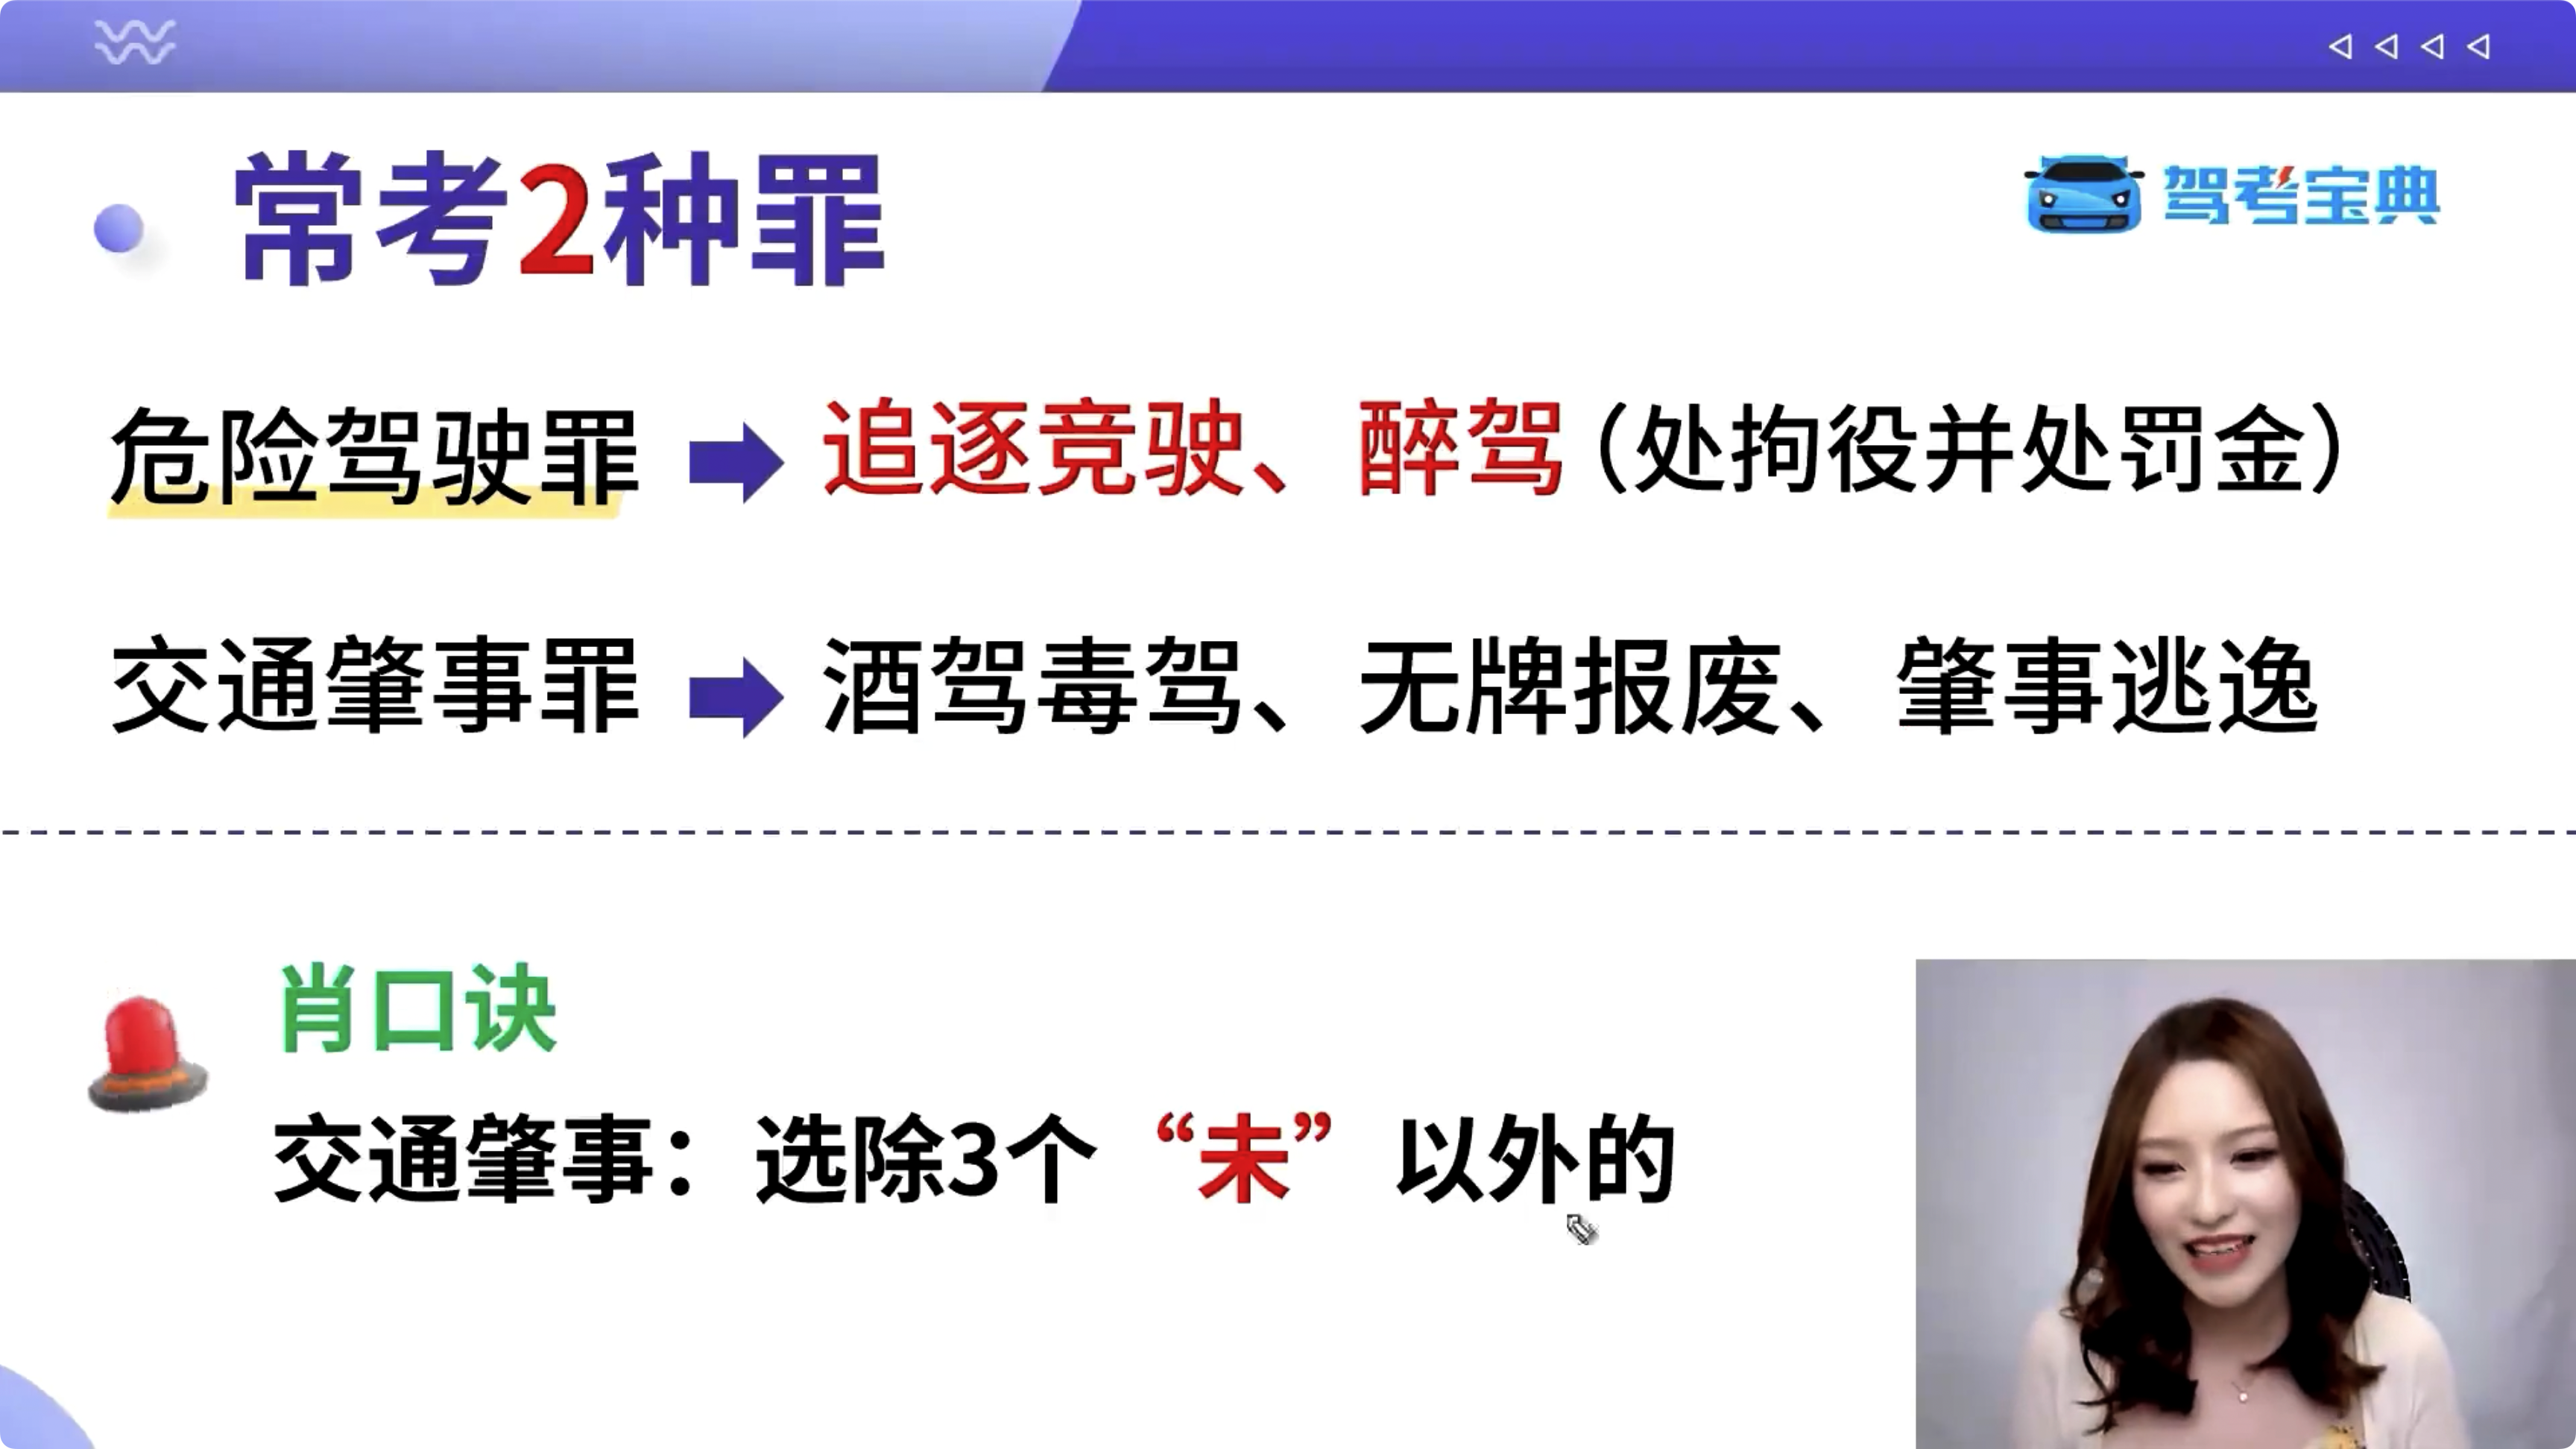 常考2种罪
驾考宝典
危险驾驶罪 追逐竞驶、醉驾（处拘役并处罚金）
交通肇事罪 酒驾毒驾、无牌报废、肇事逃逸
肖口诀
交通肇事：选除3个“未”以外的